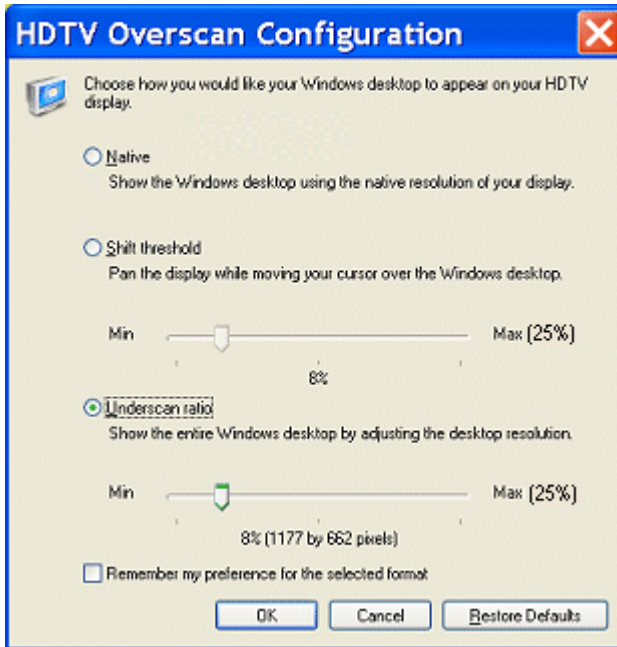 HDTV Overscan Configuration
Choose how you would like your Windows desktop to appear on your HDTV
display.
Native
Show the Windows desktop using the native resolution of your display.
Shift threshold
Pan the display while moving your cursor over the Windows desktop.
Min Max (25%)
8%
Underscan ratio
Show the entire Windows desktop by adjusting the desktop resolution.
Min Max (25%)
8% (1177 by 662 pixels)
Remember my preference for the selected format
OK Cancel Restore Defaults